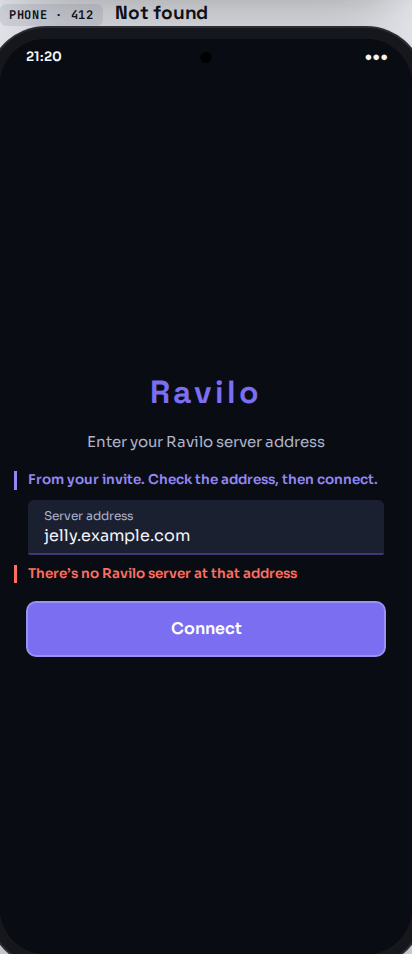 PHONE · 412 Not found
21:20
Ravilo
Enter your Ravilo server address
From your invite. Check the address, then connect.
Server address
jelly.example.com
There's no Ravilo server at that address
Connect